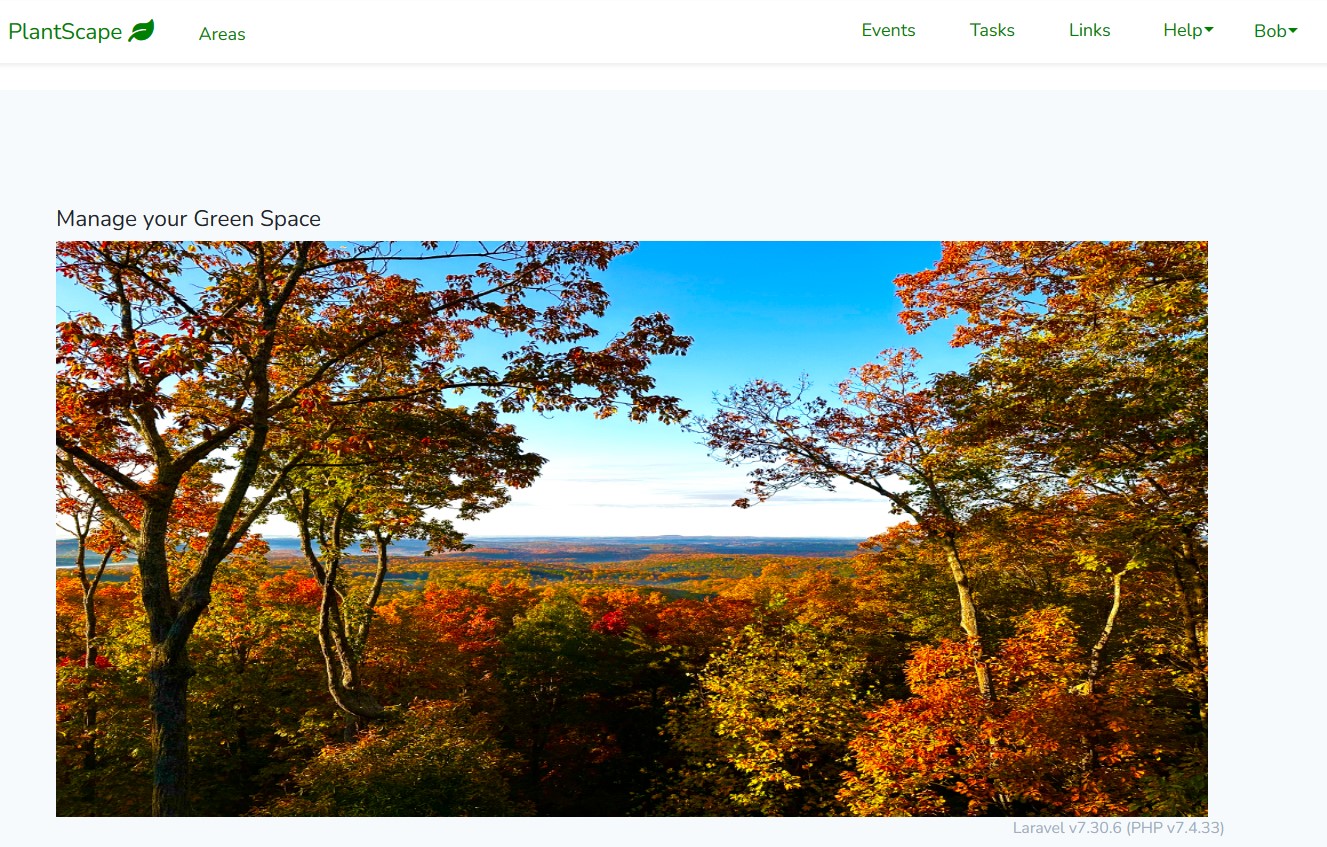 PlantScape Areas Events Tasks Links Help Bob
Manage your Green Space
Laravel v7.30.6 (PHP v7.4.33)